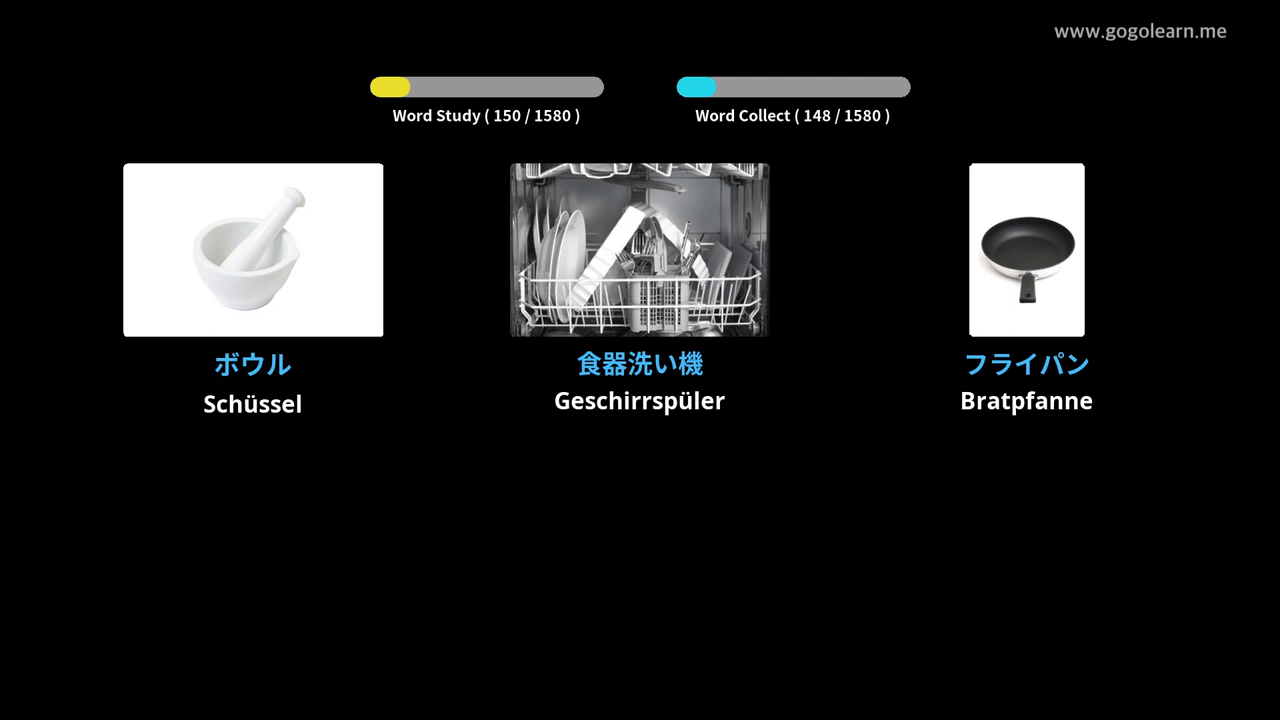 www.gogolearn.me
Word Study ( 150 / 1580 )
Word Collect ( 148 / 1580 )
ボウル
食器洗い機
フライパン
Schüssel
Geschirrspüler
Bratpfanne